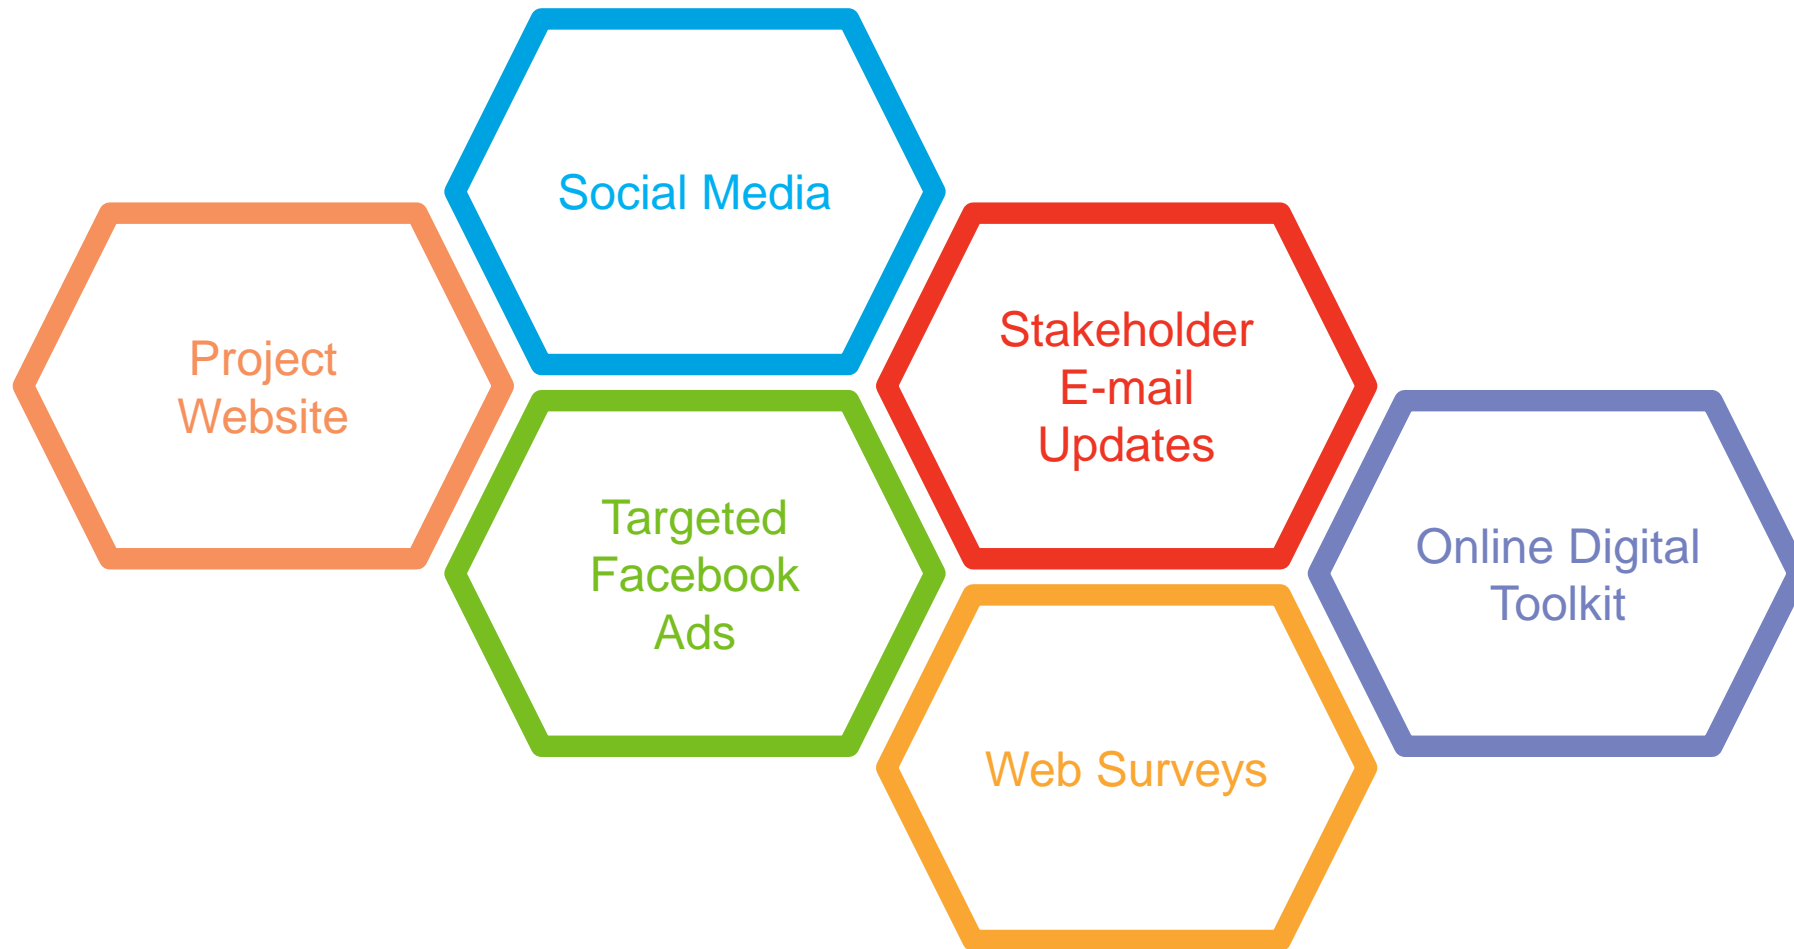 Social Media
Project
Website
Stakeholder
E-mail
Updates
Targeted
Facebook
Ads
Online Digital
Toolkit
Web Surveys